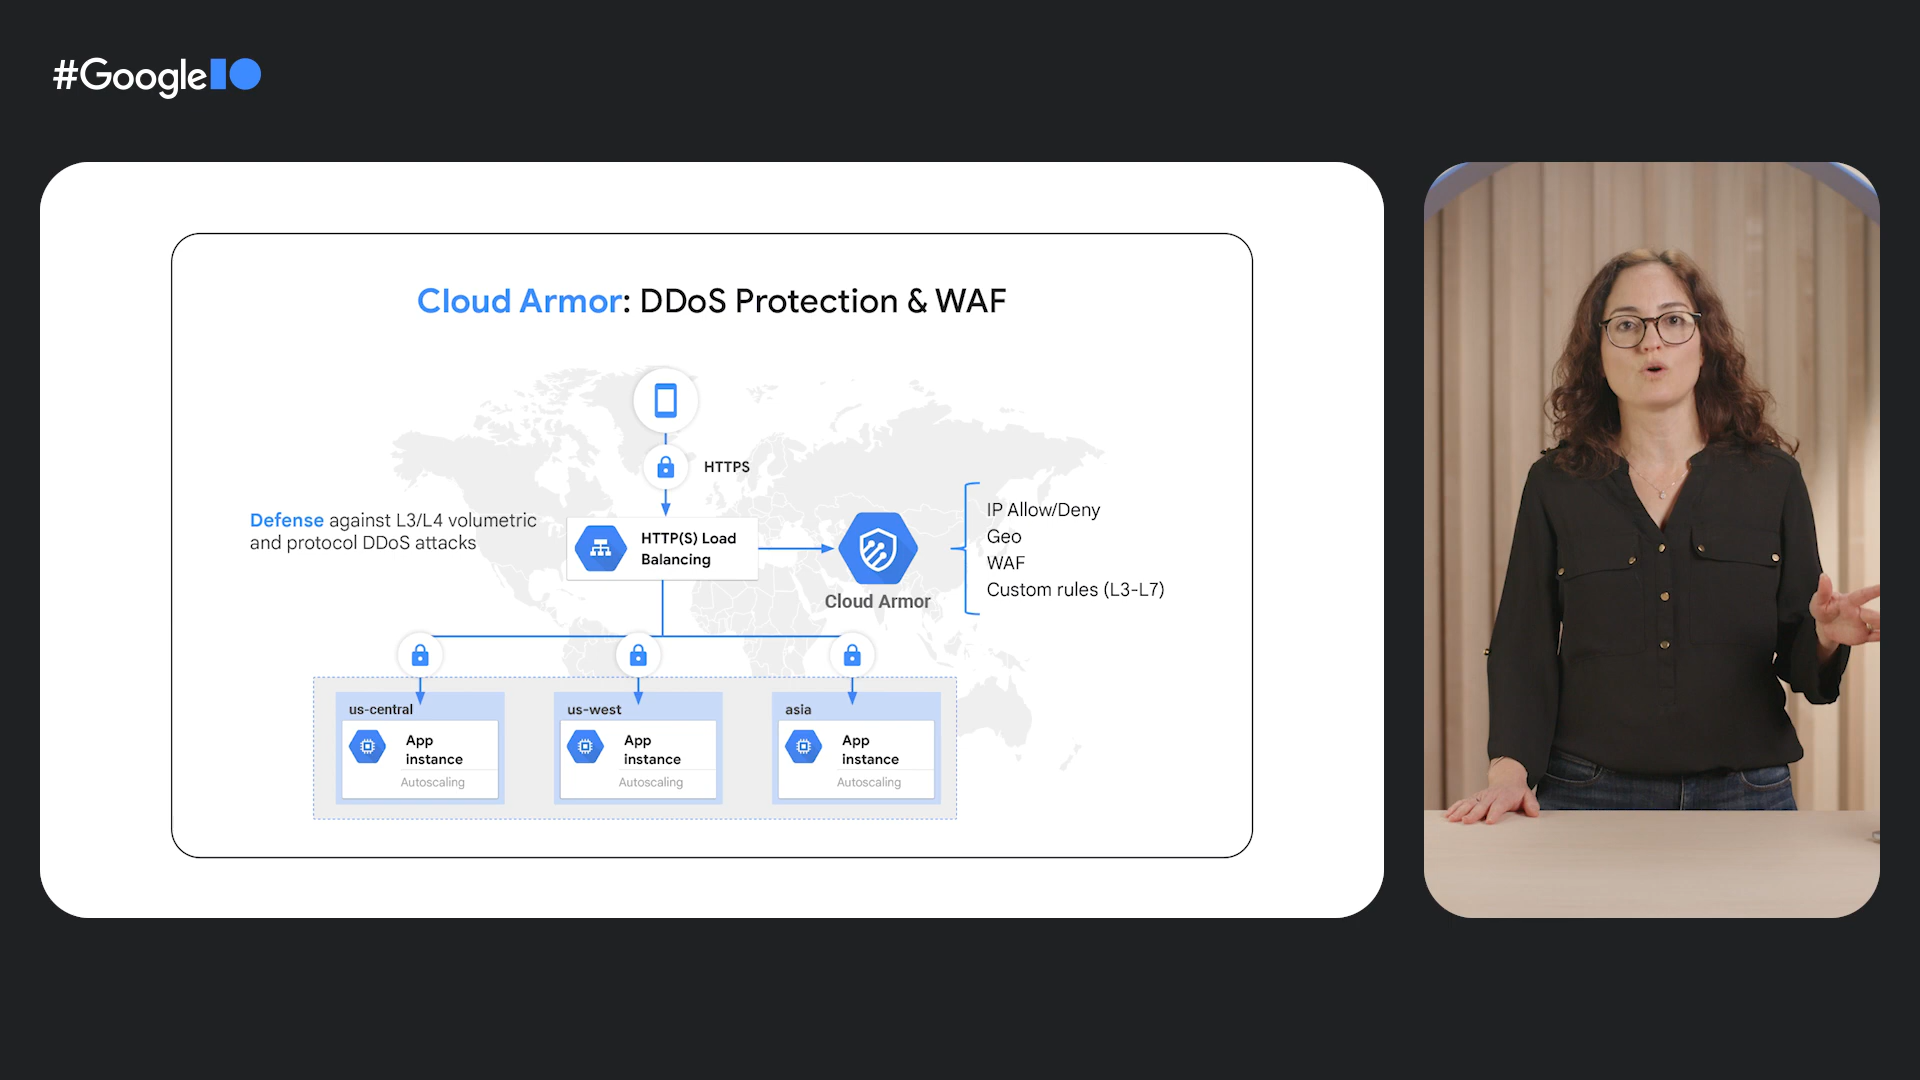 #GoogleIO
Cloud Armor: DDoS Protection & WAF
HTTPS
Defense against L3/L4 volumetric
and protocol DDoS attacks
HTTP(S) Load
Balancing
Cloud Armor
IP Allow/Deny
Geo
WAF
Custom rules (L3-L7)
us-central
App
instance
Autoscaling
us-west
App
instance
Autoscaling
asia
App
instance
Autoscaling